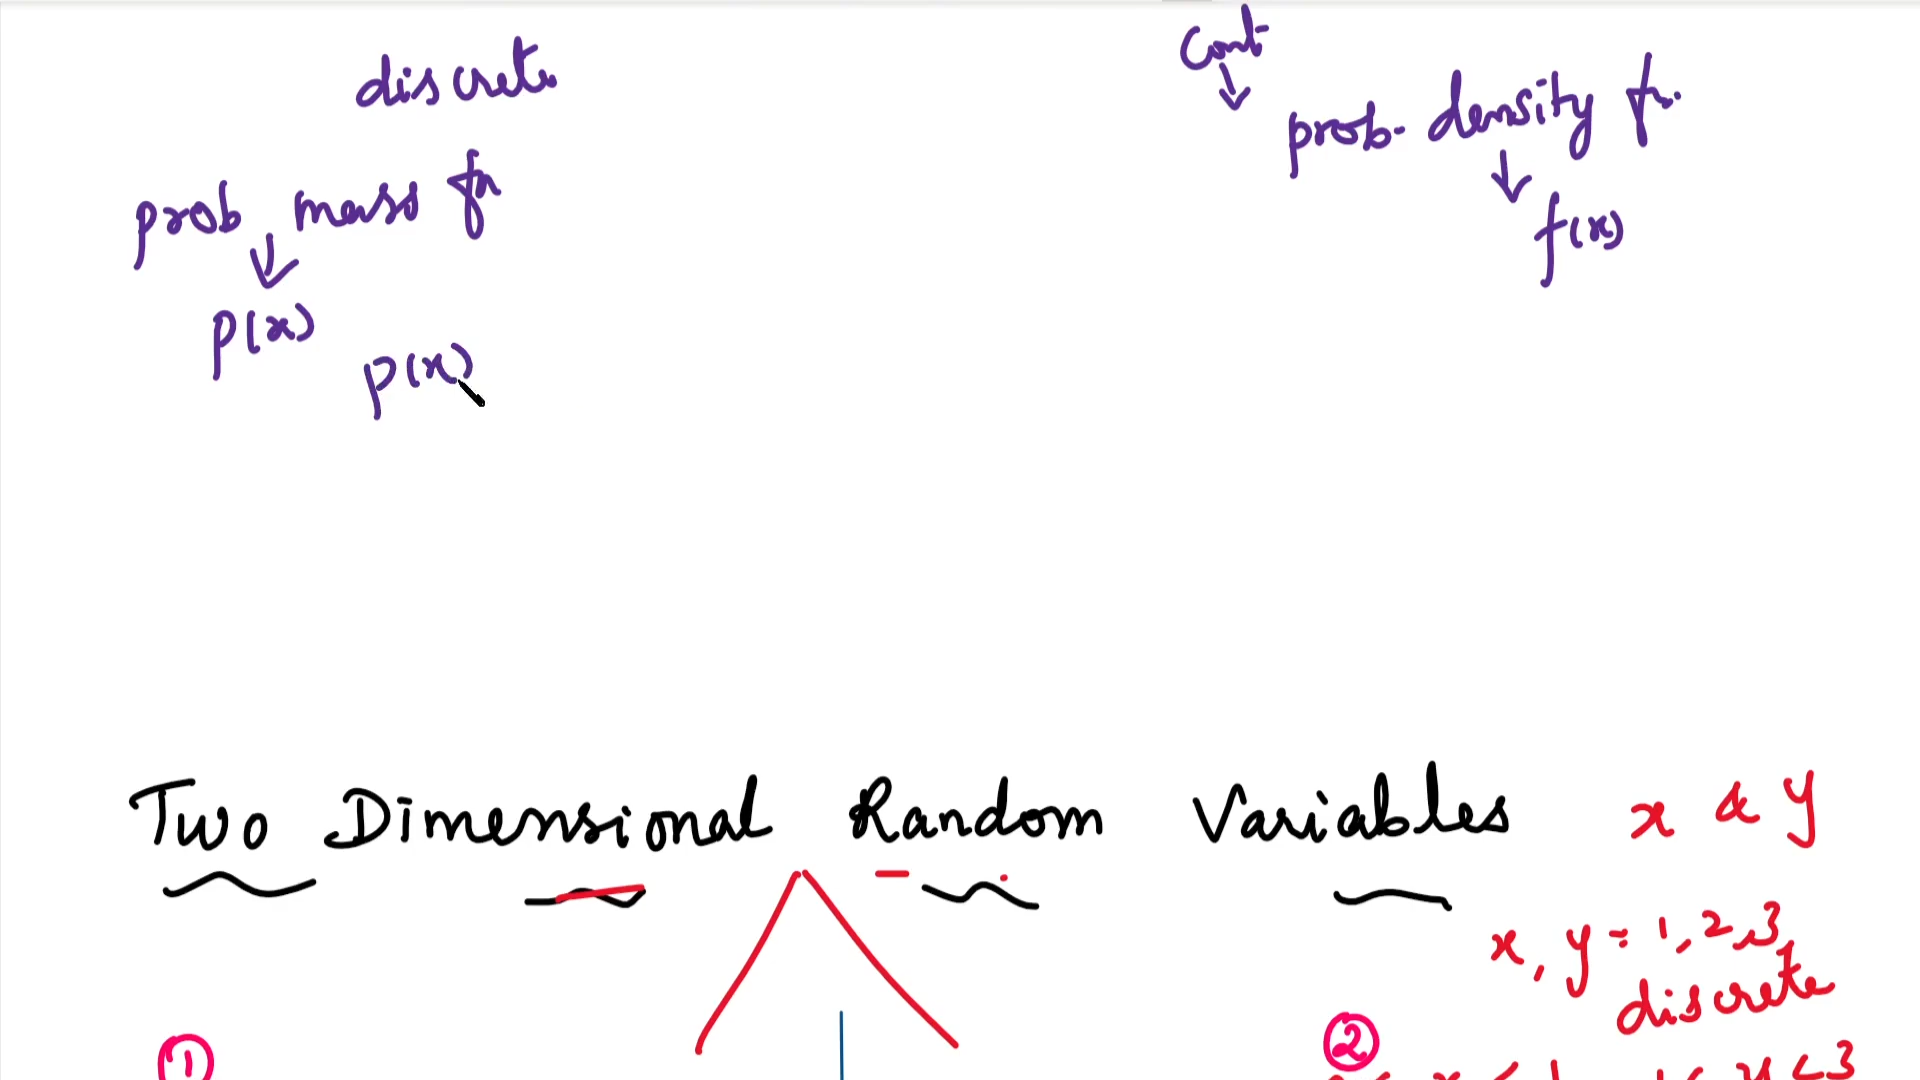 discrete
prob mass fn
p(x)
p(x)
Cont
prob. density fn.
f(x)
Two Dimensional Random Variables x & y
x, y = 1, 2, 3
discrete
①
②